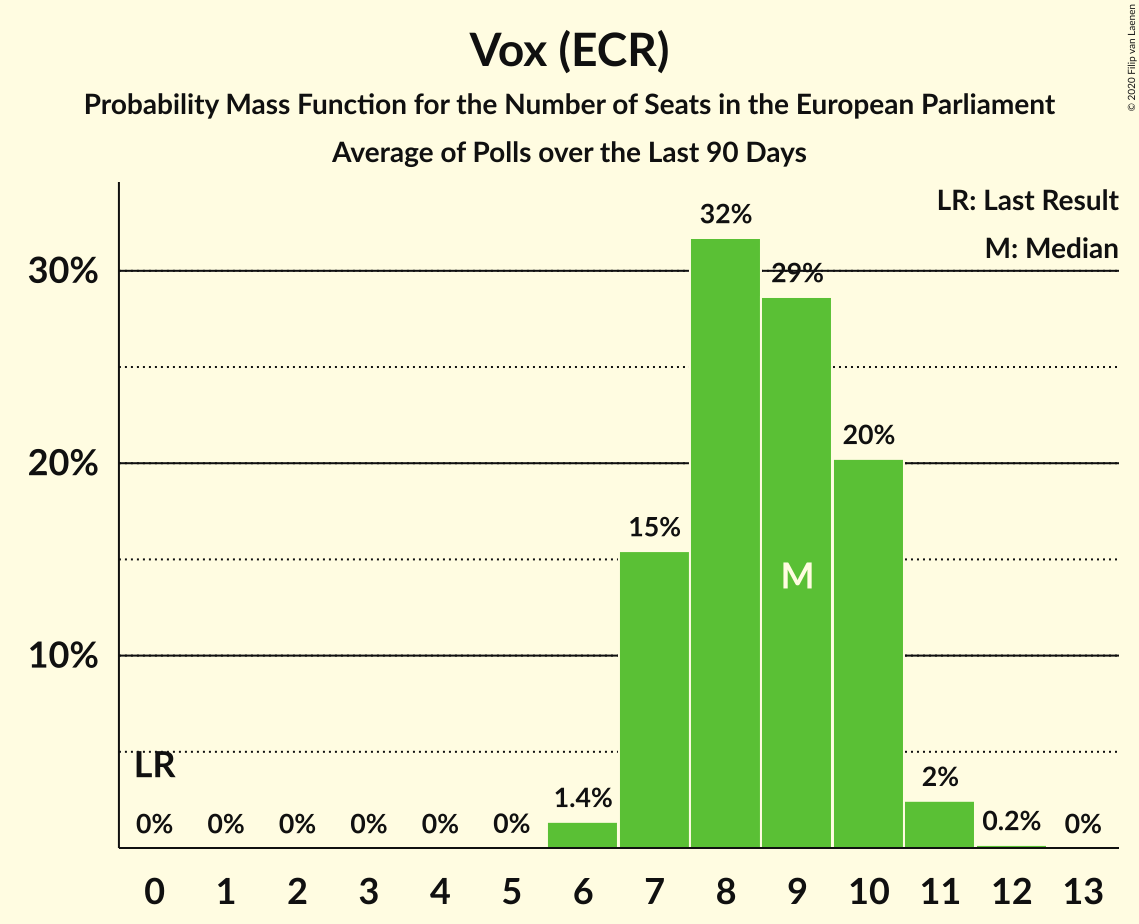 Vox (ECR)
Probability Mass Function for the Number of Seats in the European Parliament
Average of Polls over the Last 90 Days
© 2020 Filip van Laenen
LR: Last Result
M: Median
32%
30%
29%
20%
20%
15%
M
10%
LR
2%
1.4%
0% 0% 0% 0% 0% 0% 0.2% 0%
0 1 2 3 4 5 6 7 8 9 10 11 12 13